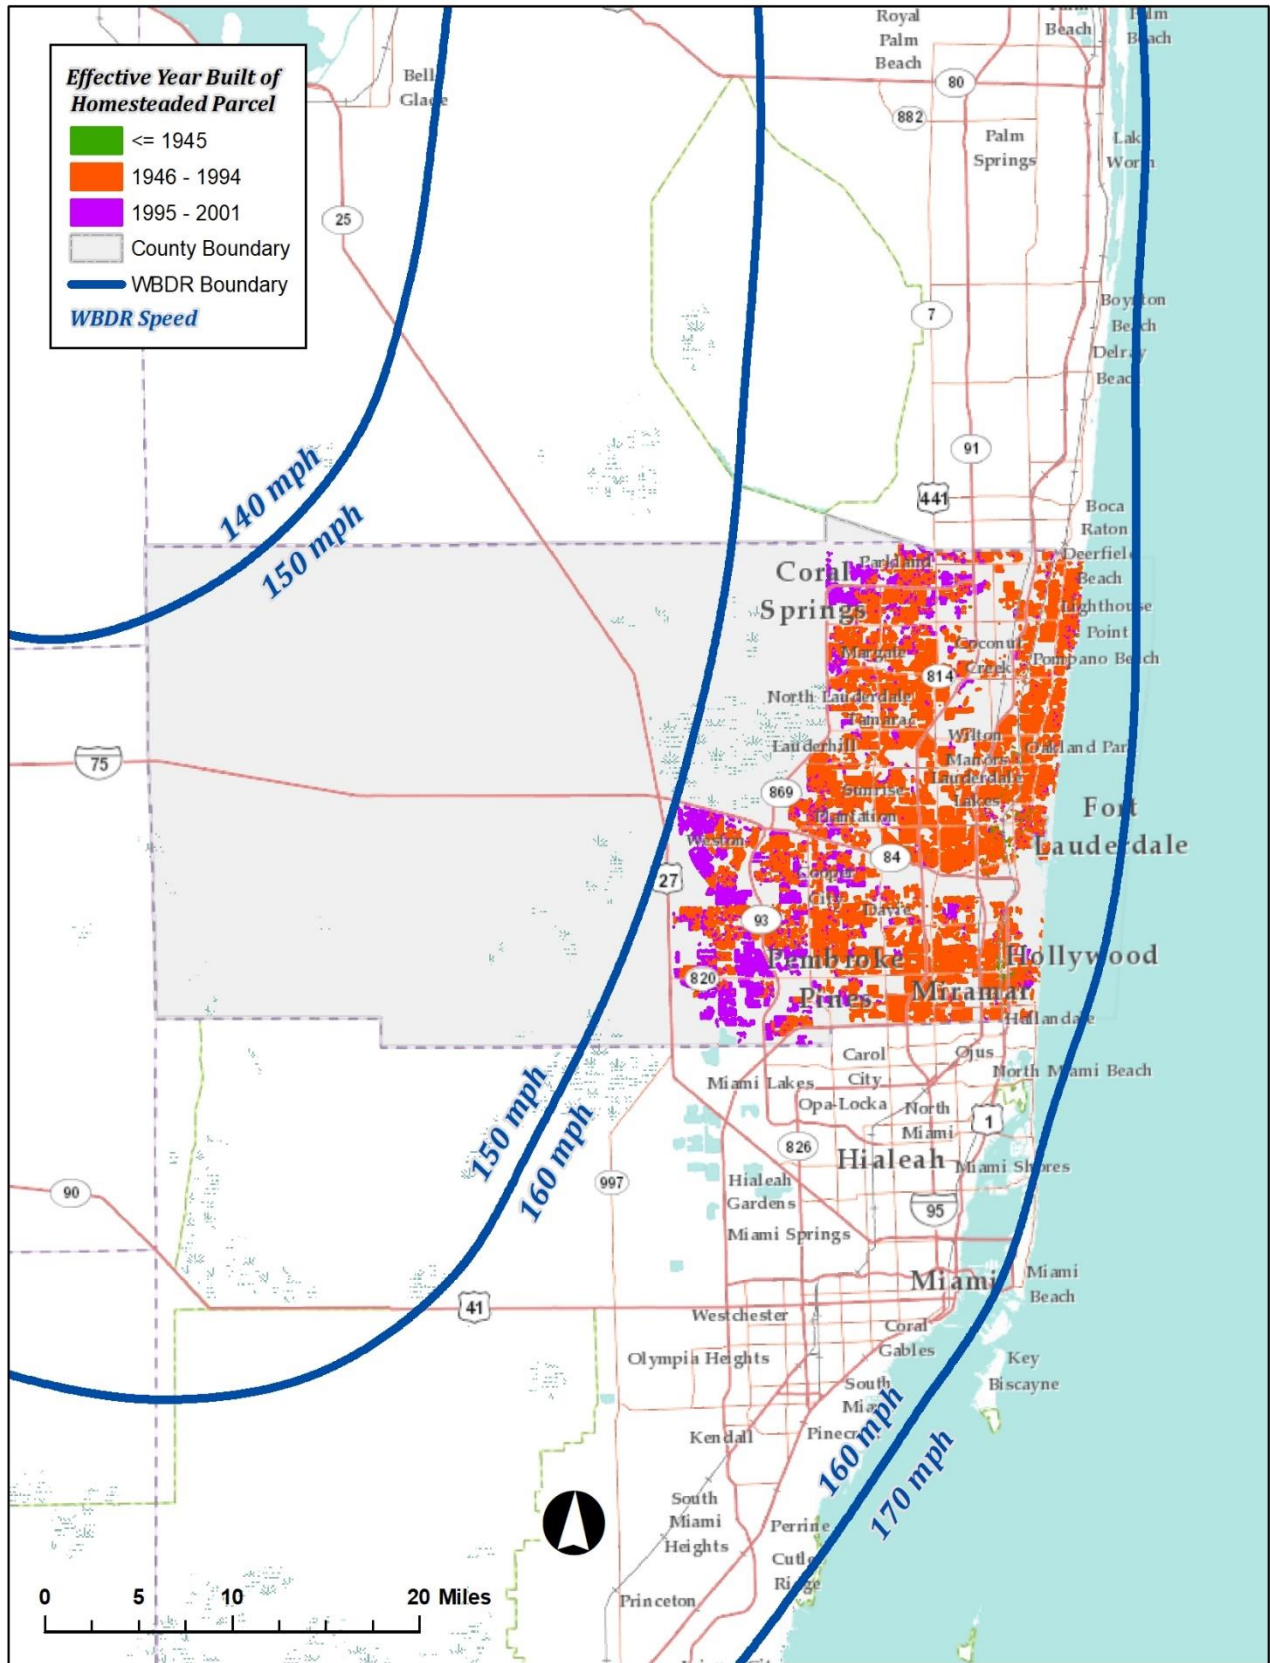 Effective Year Built of
Homesteaded Parcel
<= 1945
1946 - 1994
1995 - 2001
County Boundary
WBDR Boundary
WBDR Speed
Royal
Palm
Beach
Beach
Palm
Beach
Glade
80
882
Palm
Springs
25
7
Boynton
Beach
Delray
Beach
91
441
140 mph
150 mph
Boca
Raton
Deerfield
Beach
Coral
Springs
Parkland
Lighthouse
Point
Margate
Coconut
Creek
Pompano Beach
814
North Lauderdale
Tamarac
75
Lauderhill
Wilton
Manors
Oakland Par
869
Sunrise
Lauderdale
Lakes
Plantation
Fort
Lauderdale
Weston
84
27
Cooper
City
Davie
93
Pembroke
Pines
Hollywood
820
Miramar
Hallandale
Carol
City
Ojus
North Miami Beach
Miami Lakes
Opa-Locka
North
Miami
1
150 mph
160 mph
826
Hialeah
Miami Shores
997
90
Hialeah
Gardens
95
Miami Springs
Miami
Miami
Beach
41
Westchester
Coral
Gables
Olympia Heights
Key
Biscayne
South
Kendall
160 mph
170 mph
South
Miami
Heights
Perrine
Ridge
Princeton
0 5 10 20 Miles